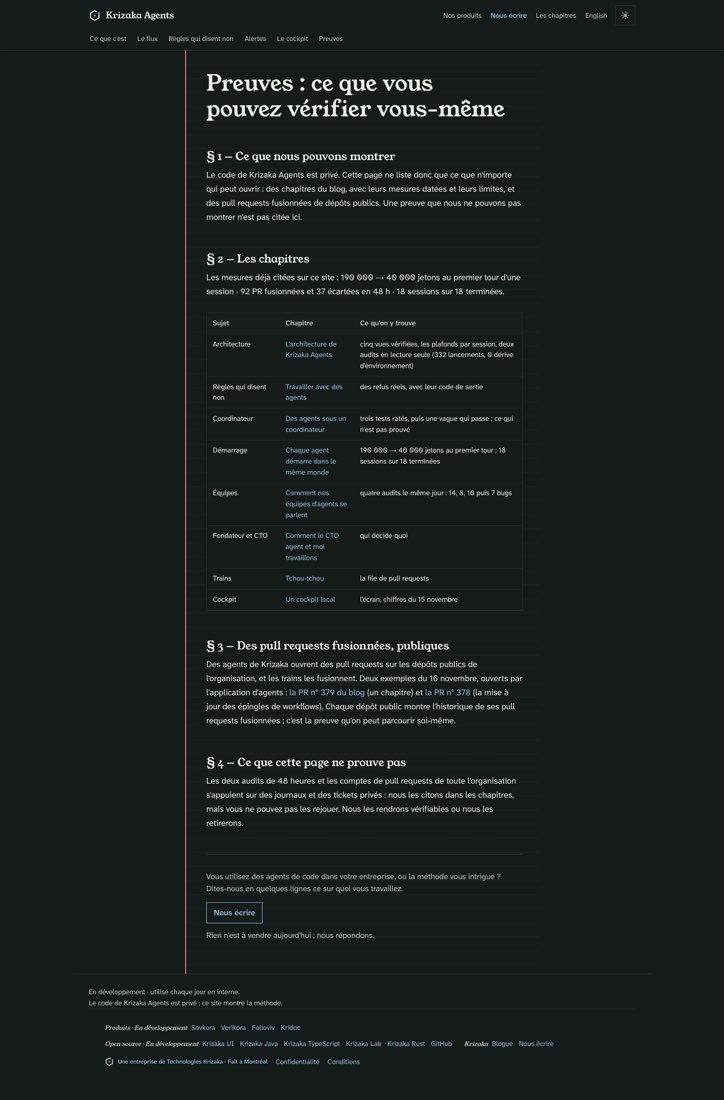 Krizaka Agents
Nos produits Nous écrire Les chapitres English
Ce que c'est Le flux Règles qui disent non Alertes Le cockpit Preuves
Preuves : ce que vous
pouvez vérifier vous-même
§ 1 — Ce que nous pouvons montrer
Le code de Krizaka Agents est privé. Cette page ne liste donc que ce que n'importe
qui peut ouvrir : des chapitres du blog, avec leurs mesures datées et leurs limites, et
des pull requests fusionnées de dépôts publics. Une preuve que nous ne pouvons pas
montrer n'est pas citée ici.
§ 2 — Les chapitres
Les mesures déjà citées sur ce site : 190 000 → 40 000 jetons au premier tour d'une
session · 92 PR fusionnées et 37 écartées en 48 h · 18 sessions sur 18 terminées.
Sujet Chapitre Ce qu'on y trouve
Architecture L'architecture de cinq vues vérifiées, les plafonds par session, deux
Krizaka Agents audits en lecture seule (332 lancements, 0 dérive
d'environnement)
Règles qui disent Travailler avec des des refus réels, avec leur code de sortie
non agents
Coordinateur Des agents sous un trois tests ratés, puis une vague qui passe ; ce qui
coordinateur n'est pas prouvé
Démarrage Chaque agent 190 000 → 40 000 jetons au premier tour ; 18
démarre dans le sessions sur 18 terminées
même monde
Équipes Comment nos quatre audits le même jour : 14, 8, 10 puis 7 bugs
équipes d'agents se
parlent
Fondateur et CTO Comment le CTO qui décide quoi
agent et moi
travaillons
Trains Tchou-tchou la file de pull requests
Cockpit Un cockpit local l'écran, chiffres du 15 novembre
§ 3 — Des pull requests fusionnées, publiques
Des agents de Krizaka ouvrent des pull requests sur les dépôts publics de
l'organisation, et les trains les fusionnent. Deux exemples du 16 novembre, ouverts par
l'application d'agents : la PR n° 379 du blog (un chapitre) et la PR n° 378 (la mise à
jour des épingles de workflows). Chaque dépôt public montre l'historique de ses pull
requests fusionnées ; c'est la preuve qu'on peut parcourir soi-même.
§ 4 — Ce que cette page ne prouve pas
Les deux audits de 48 heures et les comptes de pull requests de toute l'organisation
s'appuient sur des journaux et des tickets privés : nous les citons dans les chapitres,
mais vous ne pouvez pas les rejouer. Nous les rendrons vérifiables ou nous les
retirerons.
Vous utilisez des agents de code dans votre entreprise, ou la méthode vous intrigue ?
Dites-nous en quelques lignes ce sur quoi vous travaillez.
Nous écrire
Rien n'est à vendre aujourd'hui ; nous répondons.
En développement · utilisé chaque jour en interne.
Le code de Krizaka Agents est privé ; ce site montre la méthode.
Produits · En développement Sovkora Verikora Folioviv Kridoc
Open source · En développement Krizaka UI Krizaka Java Krizaka TypeScript Krizaka Lab Krizaka Rust GitHub Krizaka Blogue Nous écrire
Une entreprise de Technologies Krizaka · Fait à Montréal Confidentialité Conditions